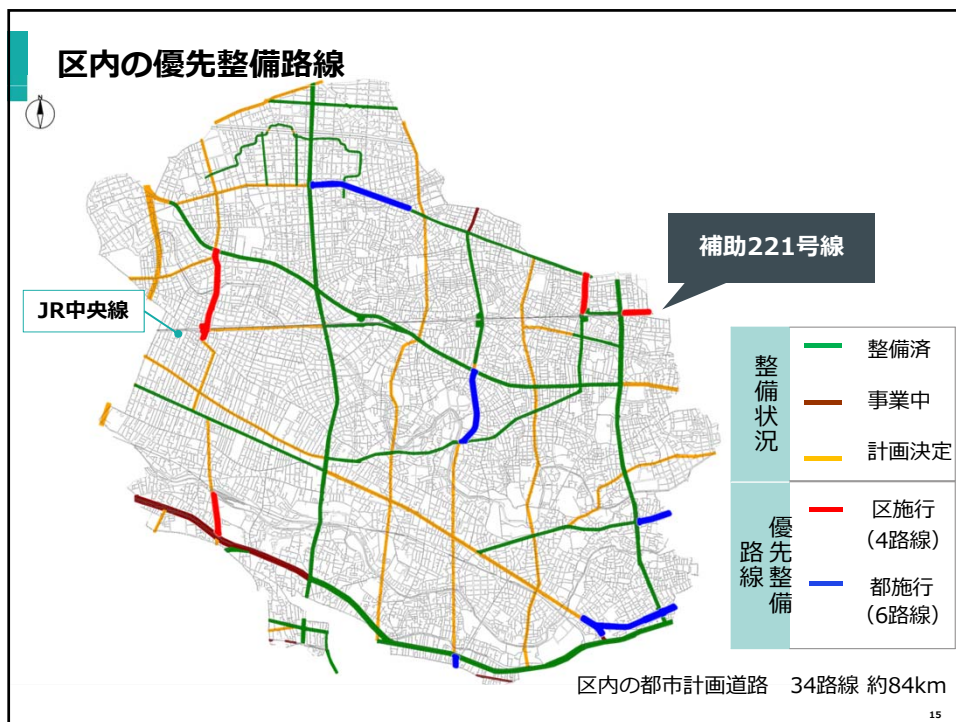 区内の優先整備路線
N
補助221号線
JR中央線
整備状況
整備済
事業中
計画決定
優先整備路線
区施行
（4路線）
都施行
（6路線）
区内の都市計画道路　34路線 約84km
15